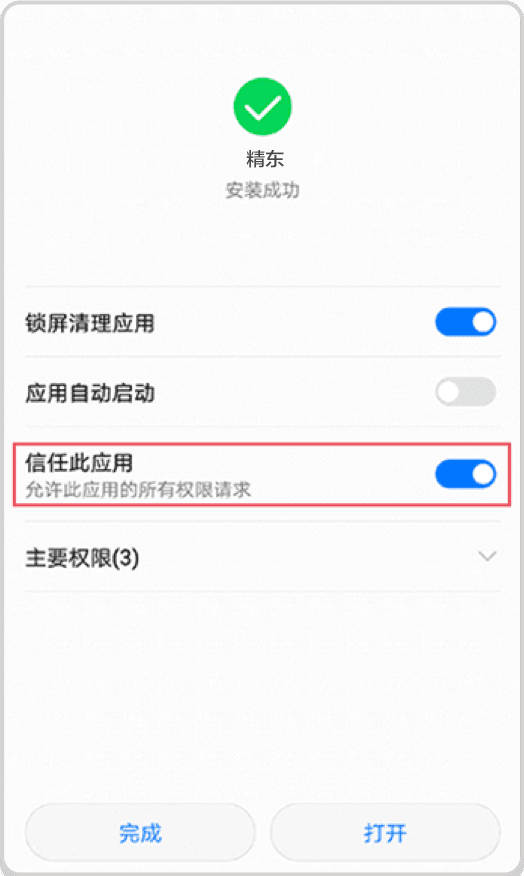 精东
安装成功
锁屏清理应用
应用自动启动
信任此应用
允许此应用的所有权限请求
主要权限(3)
完成
打开